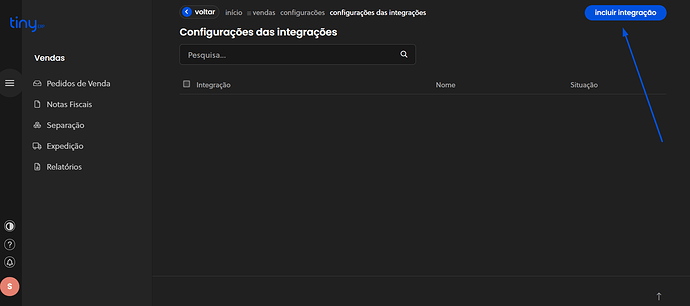 tiny
voltar início :: vendas configurações configurações das integrações
incluir integração
Configurações das integrações
Pesquisa...
Integração Nome Situação
Vendas
Pedidos de Venda
Notas Fiscais
Separação
Expedição
Relatórios
?
S